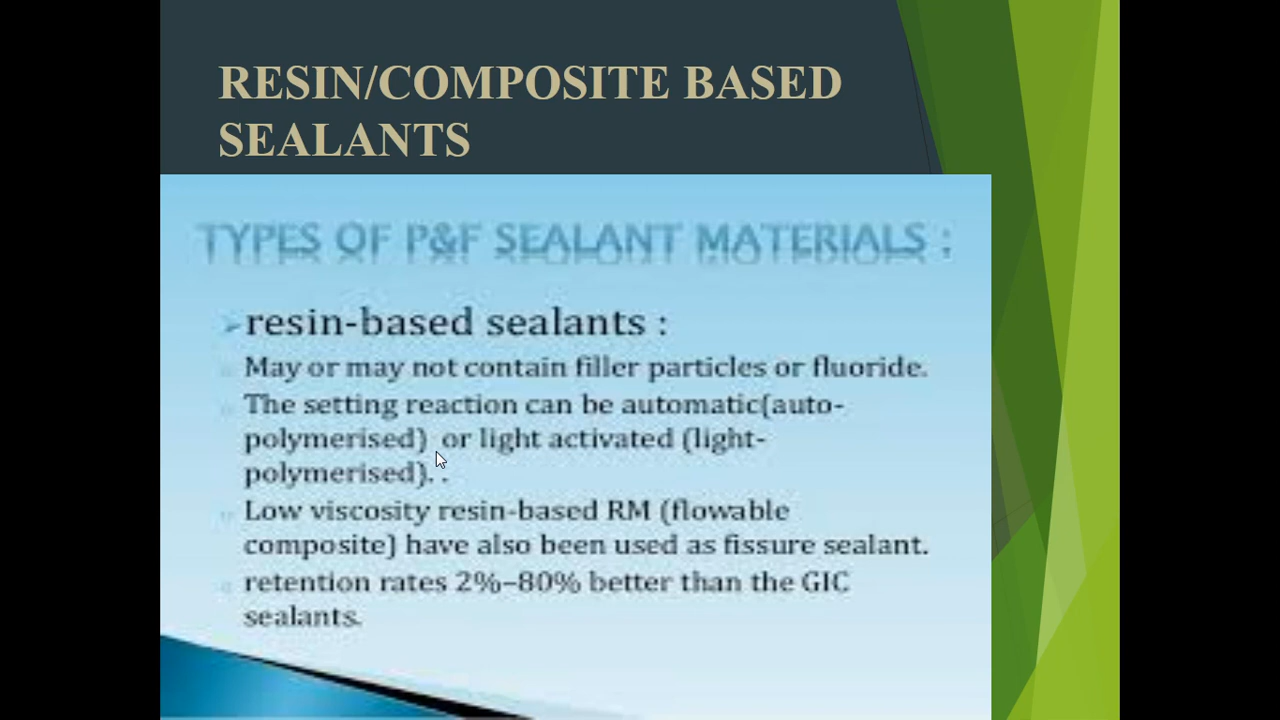 RESIN/COMPOSITE BASED
SEALANTS
TYPES OF P&F SEALANT MATERIALS :
resin-based sealants :
May or may not contain filler particles or fluoride.
The setting reaction can be automatic(auto-
polymerised) or light activated (light-
polymerised). .
Low viscosity resin-based RM (flowable
composite) have also been used as fissure sealant.
retention rates 2%–80% better than the GIC
sealants.